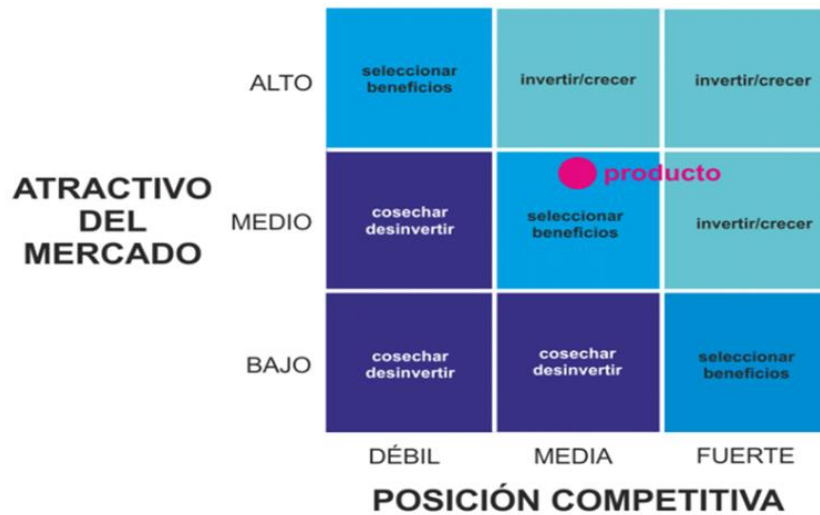 ALTO
seleccionar
beneficios
invertir/crecer
invertir/crecer
ATRACTIVO
DEL
MERCADO
MEDIO
cosechar
desinvertir
producto
seleccionar
beneficios
invertir/crecer
BAJO
cosechar
desinvertir
cosechar
desinvertir
seleccionar
beneficios
DÉBIL
MEDIA
FUERTE
POSICIÓN COMPETITIVA